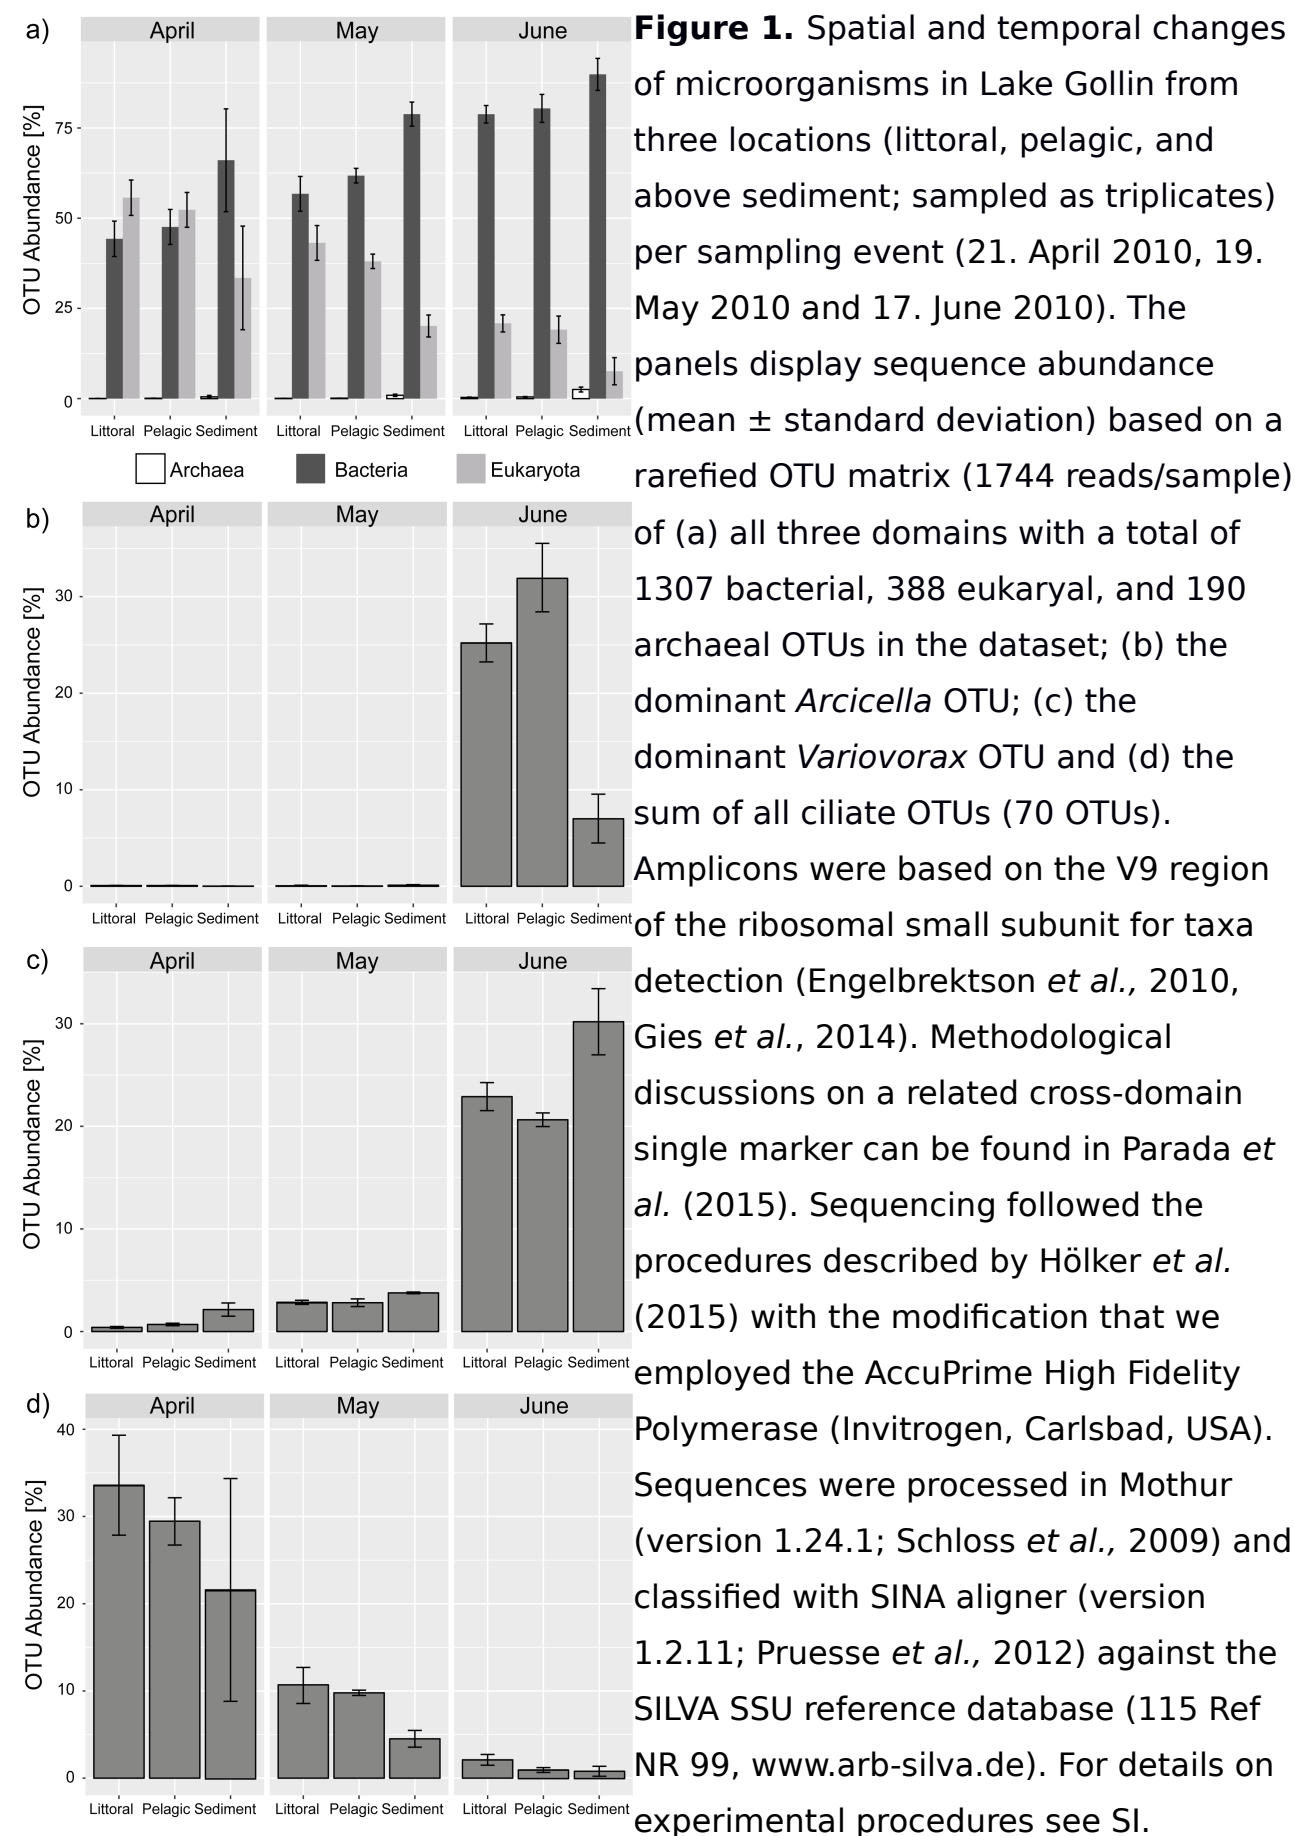 a)
April May June
OTU Abundance [%]
75
50
25
0
Littoral Pelagic Sediment Littoral Pelagic Sediment Littoral Pelagic Sediment
Archaea Bacteria Eukaryota
b)
April May June
OTU Abundance [%]
30
20
10
0
Littoral Pelagic Sediment Littoral Pelagic Sediment Littoral Pelagic Sediment
c)
April May June
OTU Abundance [%]
30
20
10
0
Littoral Pelagic Sediment Littoral Pelagic Sediment Littoral Pelagic Sediment
d)
April May June
OTU Abundance [%]
40
30
20
10
0
Littoral Pelagic Sediment Littoral Pelagic Sediment Littoral Pelagic Sediment
Figure 1. Spatial and temporal changes
of microorganisms in Lake Gollin from
three locations (littoral, pelagic, and
above sediment; sampled as triplicates)
per sampling event (21. April 2010, 19.
May 2010 and 17. June 2010). The
panels display sequence abundance
(mean ± standard deviation) based on a
rarefied OTU matrix (1744 reads/sample)
of (a) all three domains with a total of
1307 bacterial, 388 eukaryal, and 190
archaeal OTUs in the dataset; (b) the
dominant Arcicella OTU; (c) the
dominant Variovorax OTU and (d) the
sum of all ciliate OTUs (70 OTUs).
Amplicons were based on the V9 region
of the ribosomal small subunit for taxa
detection (Engelbrektson et al., 2010,
Gies et al., 2014). Methodological
discussions on a related cross-domain
single marker can be found in Parada et
al. (2015). Sequencing followed the
procedures described by Hölker et al.
(2015) with the modification that we
employed the AccuPrime High Fidelity
Polymerase (Invitrogen, Carlsbad, USA).
Sequences were processed in Mothur
(version 1.24.1; Schloss et al., 2009) and
classified with SINA aligner (version
1.2.11; Pruesse et al., 2012) against the
SILVA SSU reference database (115 Ref
NR 99, www.arb-silva.de). For details on
experimental procedures see SI.